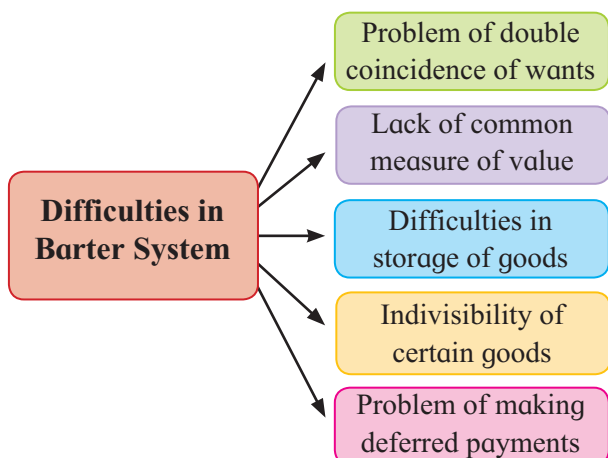 Problem of double
coincidence of wants
Lack of common
measure of value
Difficulties in
Barter System
Difficulties in
storage of goods
Indivisibility of
certain goods
Problem of making
deferred payments